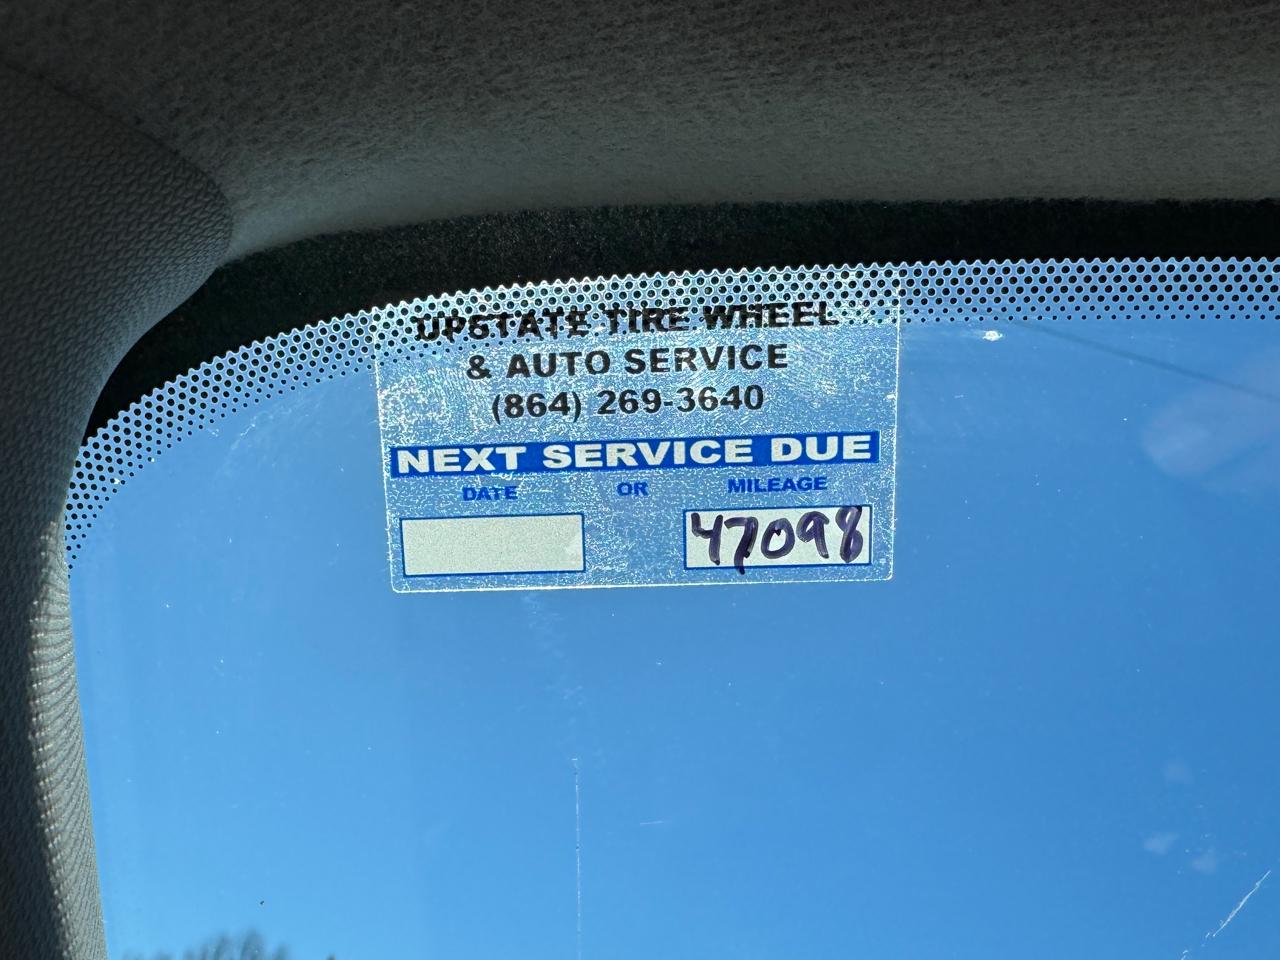 UPSTATE TIRE WHEEL
& AUTO SERVICE
(864) 269-3640
NEXT SERVICE DUE
DATE OR MILEAGE
47098